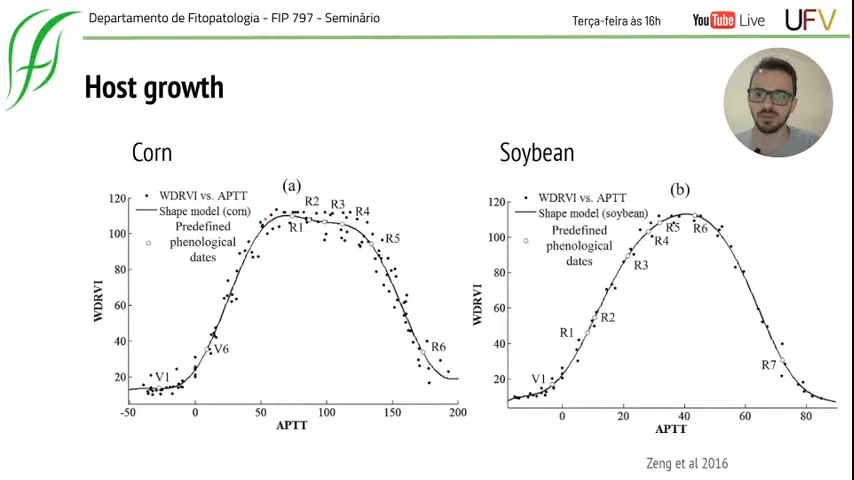 Departamento de Fitopatologia - FIP 797 - Seminário
Terça-feira às 16h
YouTube Live
UFV
Host growth
Corn
Soybean
(a)
WDRVI vs. APTT
Shape model (corn)
Predefined
phenological
dates
120
100
80
60
40
20
WDRVI
V1
V6
R1
R2
R3
R4
R5
R6
-50
0
50
100
150
200
APTT
(b)
WDRVI vs. APTT
Shape model (soybean)
Predefined
phenological
dates
120
100
80
60
40
20
WDRVI
V1
R1
R2
R3
R4
R5
R6
R7
0
20
40
60
80
APTT
Zeng et al 2016